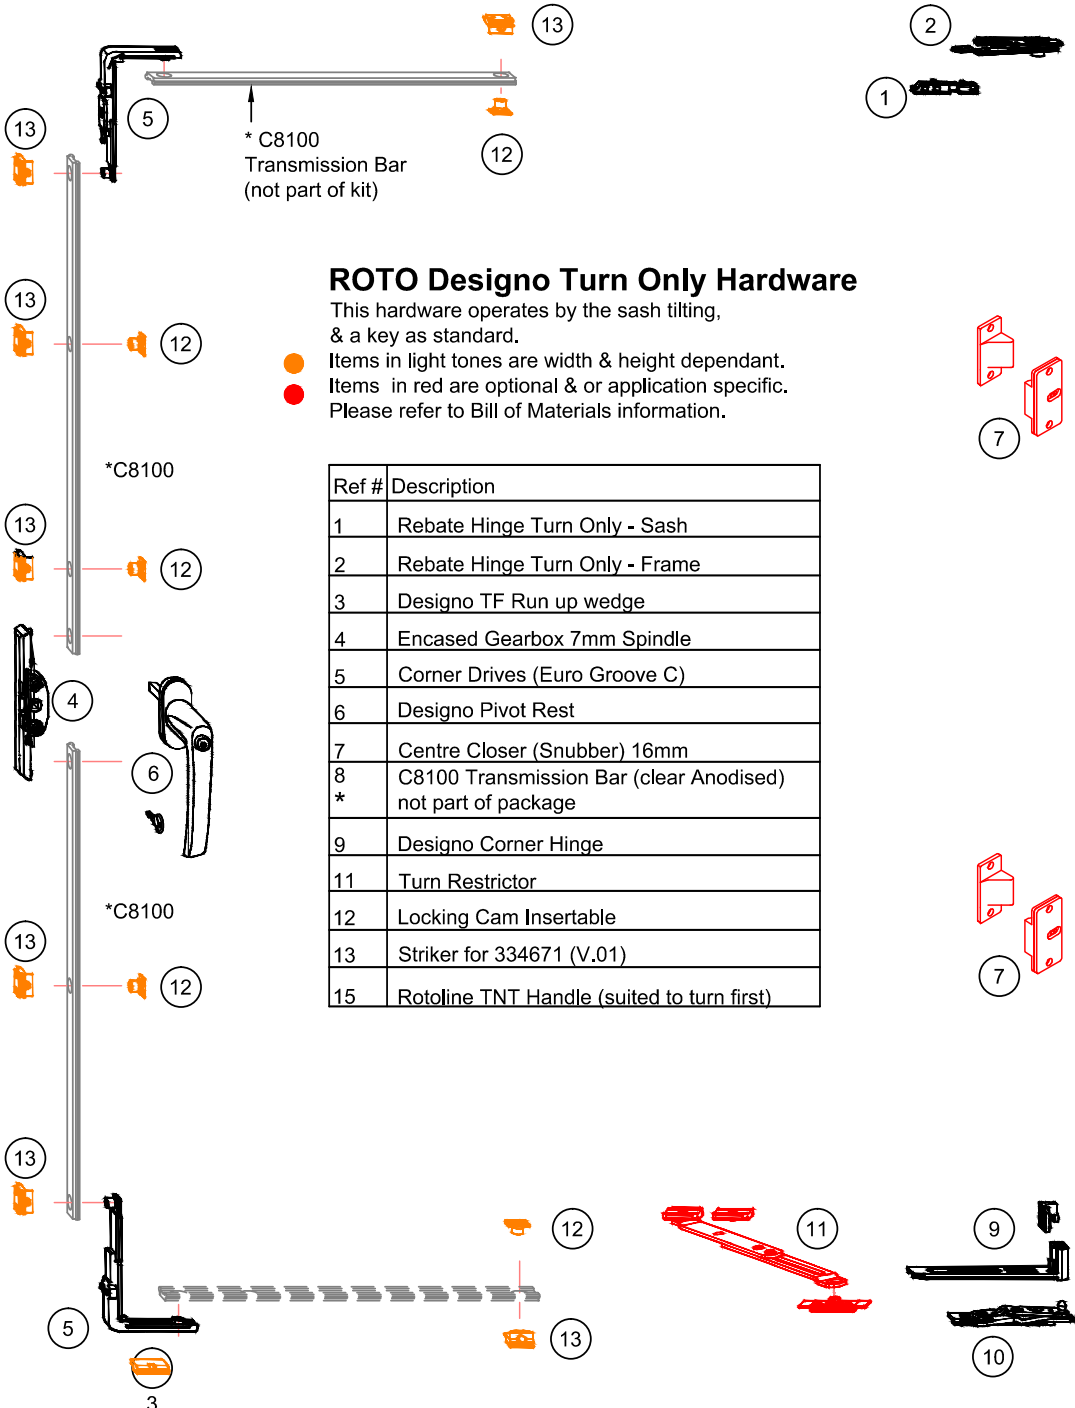 13
2
1
5
13
* C8100
Transmission Bar
(not part of kit)
12
ROTO Designo Turn Only Hardware
This hardware operates by the sash tilting,
& a key as standard.
Items in light tones are width & height dependant.
Items in red are optional & or application specific.
Please refer to Bill of Materials information.
13
12
7
*C8100
13
12
Ref # Description
1 Rebate Hinge Turn Only - Sash
2 Rebate Hinge Turn Only - Frame
3 Designo TF Run up wedge
4 Encased Gearbox 7mm Spindle
5 Corner Drives (Euro Groove C)
6 Designo Pivot Rest
7 Centre Closer (Snubber) 16mm
8 C8100 Transmission Bar (clear Anodised)
* not part of package
9 Designo Corner Hinge
11 Turn Restrictor
12 Locking Cam Insertable
13 Striker for 334671 (V.01)
15 Rotoline TNT Handle (suited to turn first)
4
6
*C8100
13
12
7
13
12
11
9
5
13
10
3